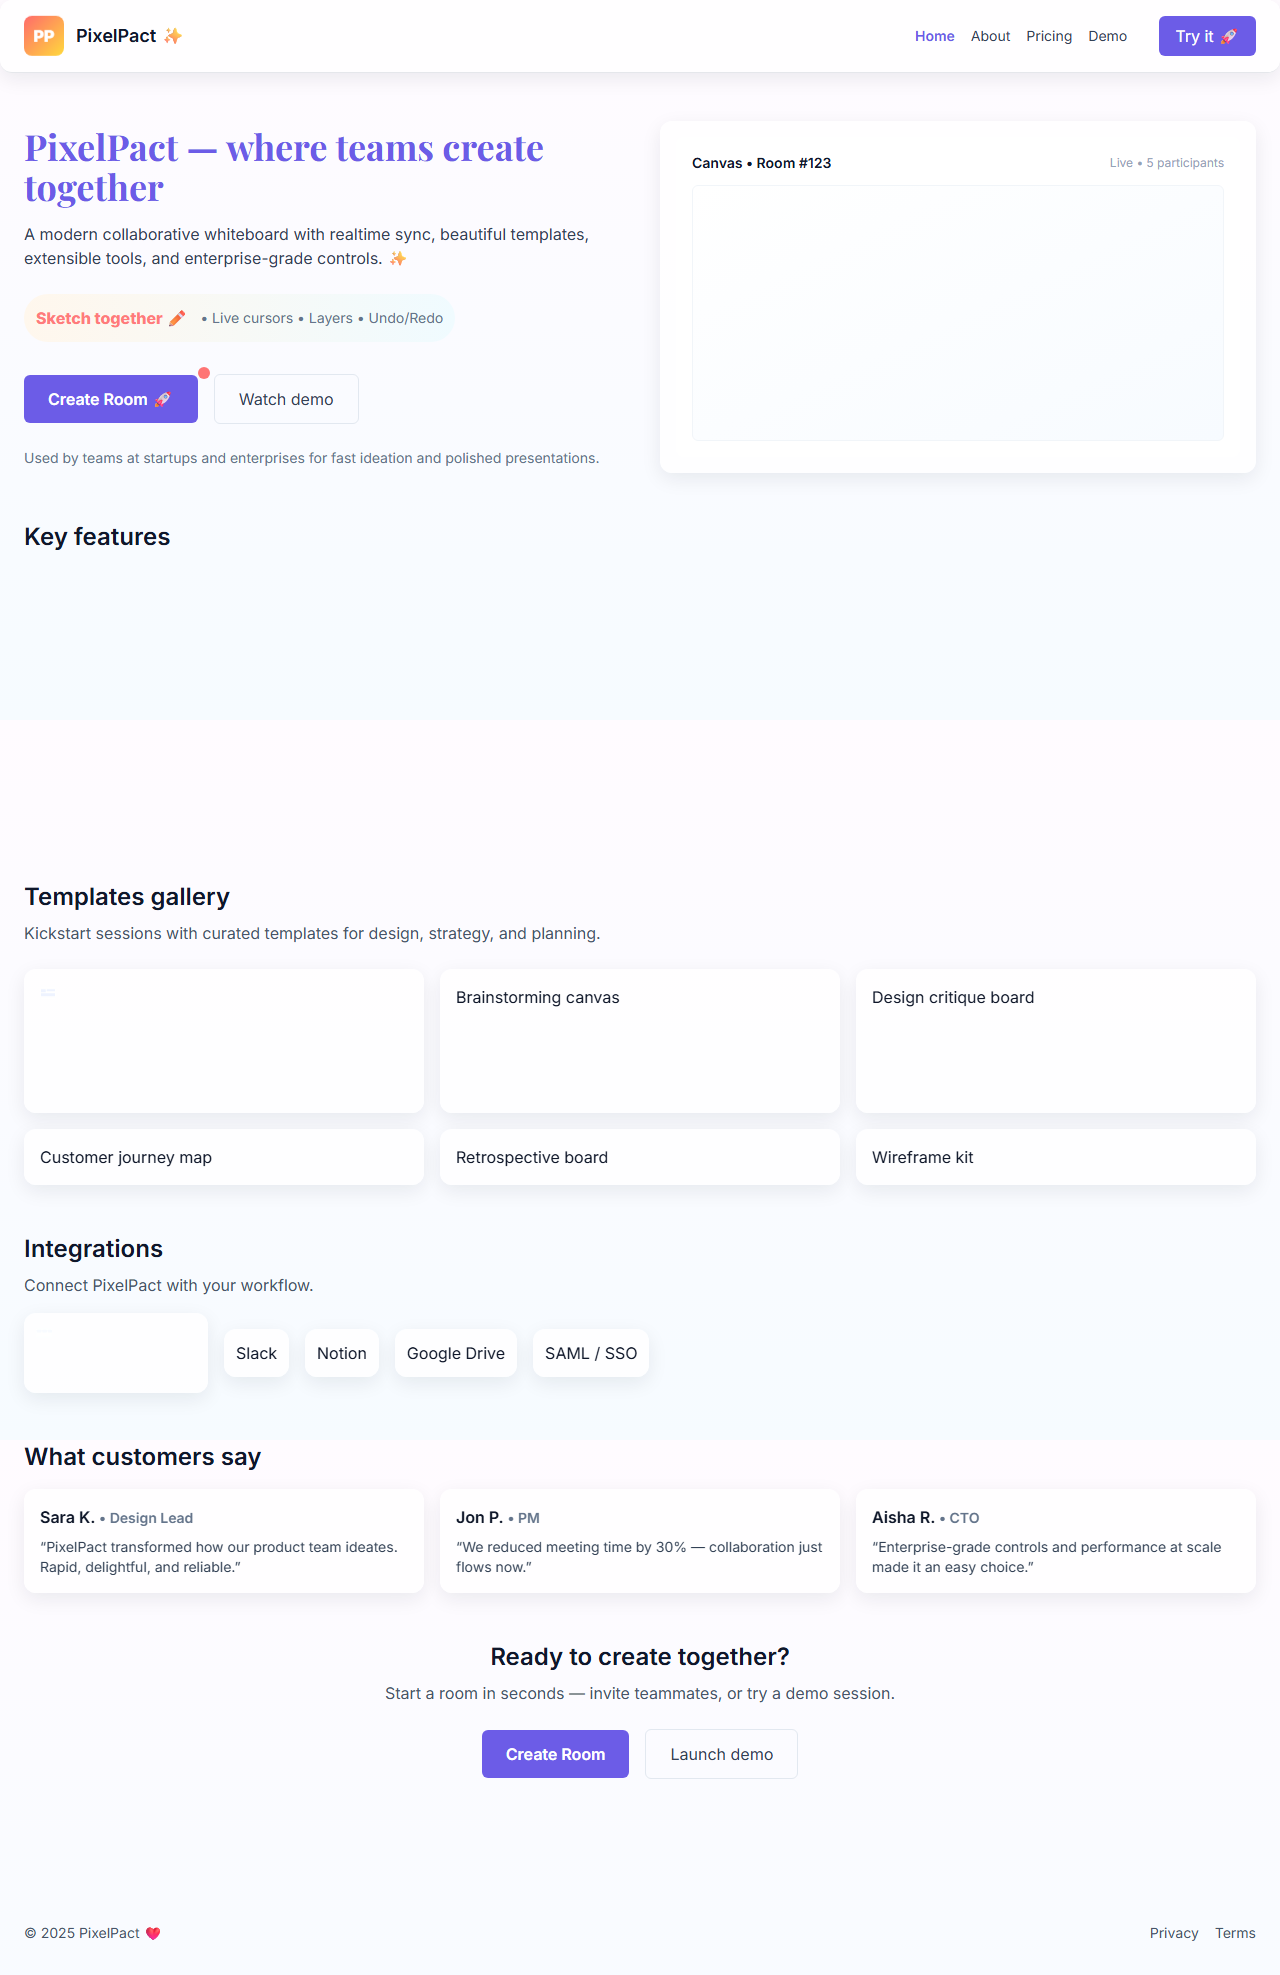 PP PixelPact ✨
Home About Pricing Demo Try it 🚀
PixelPact — where teams create
together
A modern collaborative whiteboard with realtime sync, beautiful templates,
extensible tools, and enterprise-grade controls. ✨
Sketch together 🖍️ • Live cursors • Layers • Undo/Redo
Create Room 🚀 Watch demo
Used by teams at startups and enterprises for fast ideation and polished presentations.
Canvas • Room #123 Live • 5 participants
Key features
Templates gallery
Kickstart sessions with curated templates for design, strategy, and planning.
Brainstorming canvas
Design critique board
Customer journey map
Retrospective board
Wireframe kit
Integrations
Connect PixelPact with your workflow.
Slack
Notion
Google Drive
SAML / SSO
What customers say
Sara K. • Design Lead
“PixelPact transformed how our product team ideates.
Rapid, delightful, and reliable.”
Jon P. • PM
“We reduced meeting time by 30% — collaboration just
flows now.”
Aisha R. • CTO
“Enterprise-grade controls and performance at scale
made it an easy choice.”
Ready to create together?
Start a room in seconds — invite teammates, or try a demo session.
Create Room Launch demo
© 2025 PixelPact ❤️
Privacy Terms